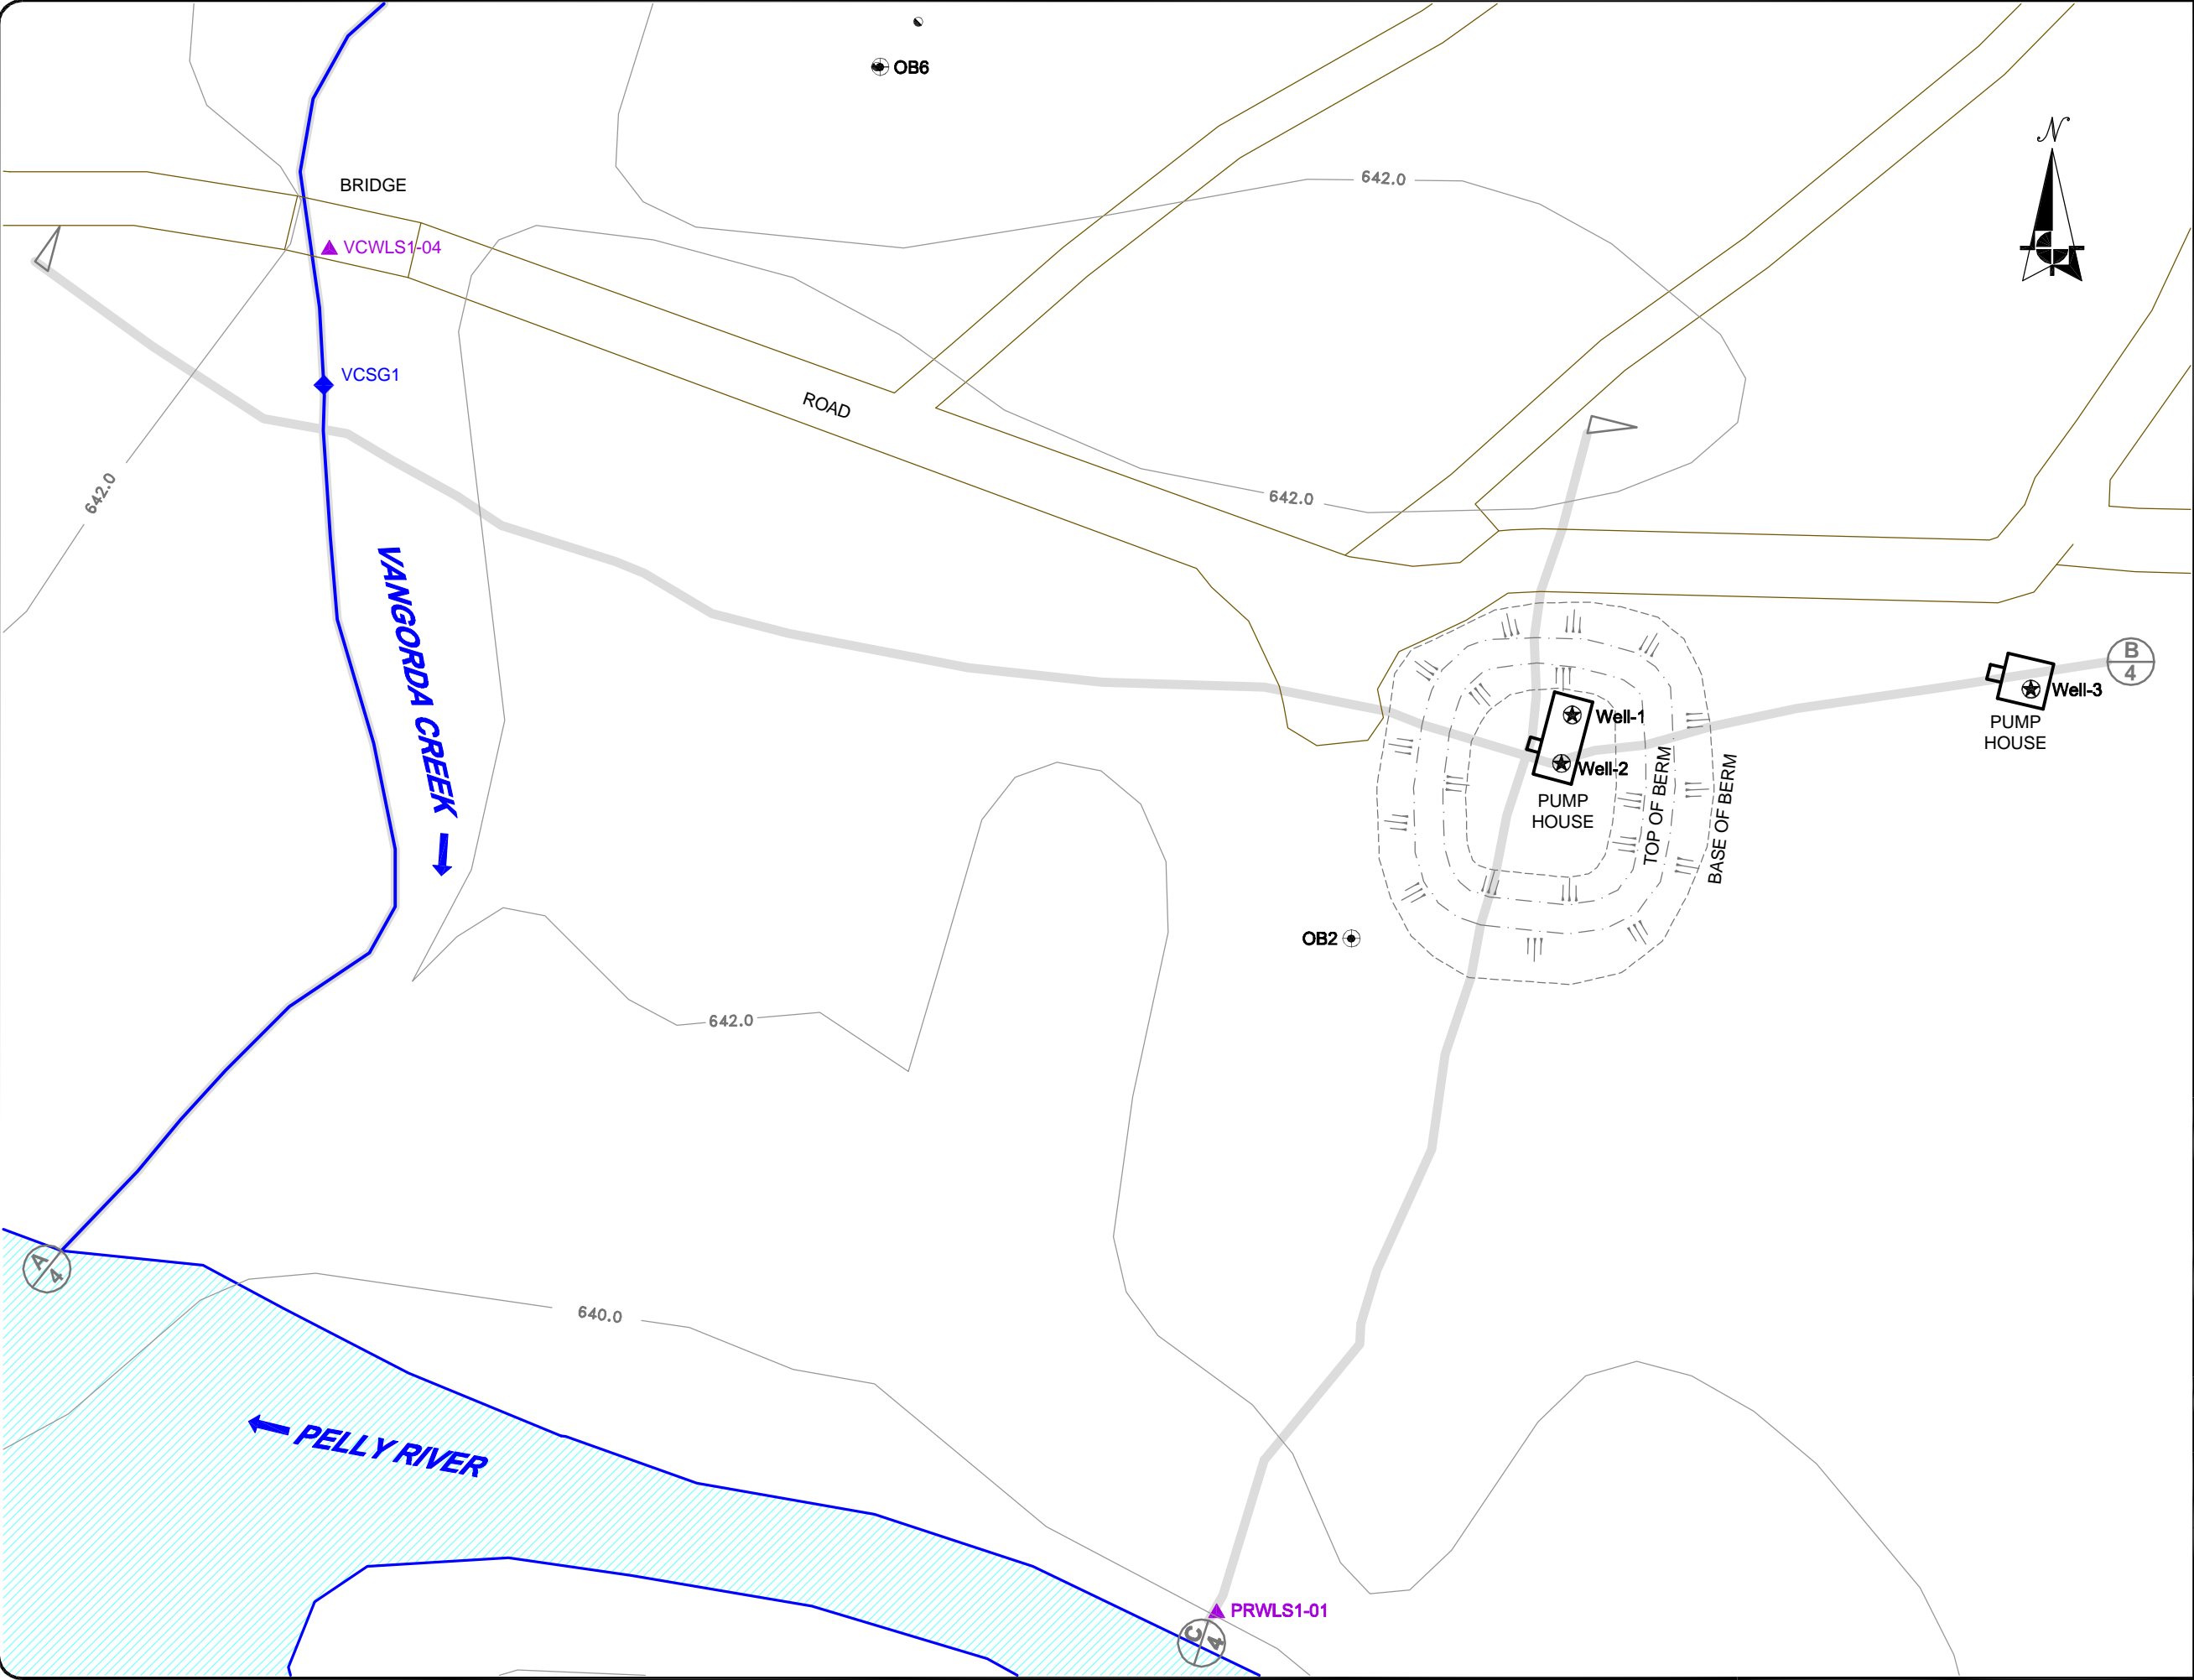 OB6
N
642.0
BRIDGE
VCWLS1-04
VCSG1
ROAD
642.0
642.0
VANGORDA CREEK
B
4
Well-3
PUMP
HOUSE
Well-1
Well-2
PUMP
HOUSE
TOP OF BERM
BASE OF BERM
OB2
642.0
A
4
640.0
PELLY RIVER
PRWLS1-01
C
4